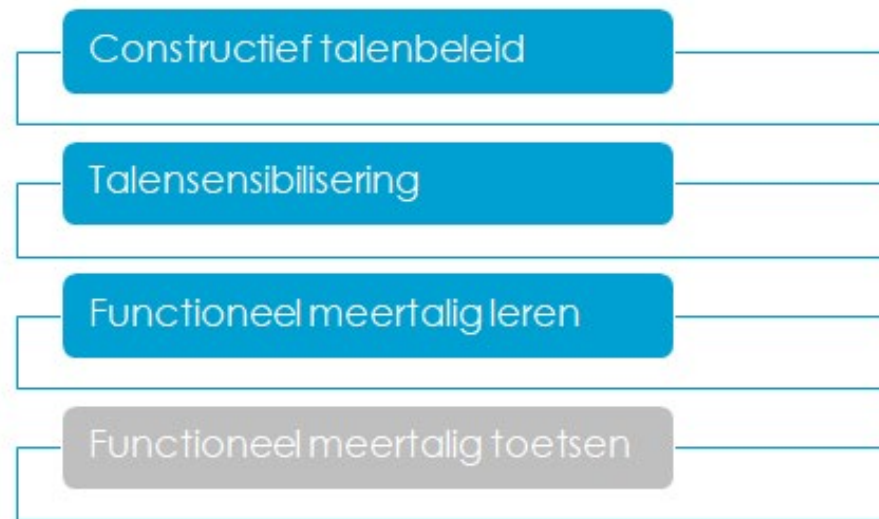 Constructief talenbeleid
Talensensibilisering
Functioneel meertalig leren
Functioneel meertalig toetsen